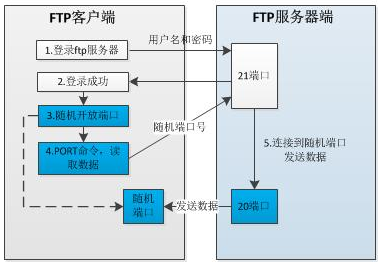 FTP客户端
FTP服务器端
1.登录ftp服务器
用户名和密码
21端口
2.登录成功
3.随机开放端口
随机端口号
4.PORT命令，读
取数据
5.连接到随机端口
发送数据
随机
端口
发送数据
20端口